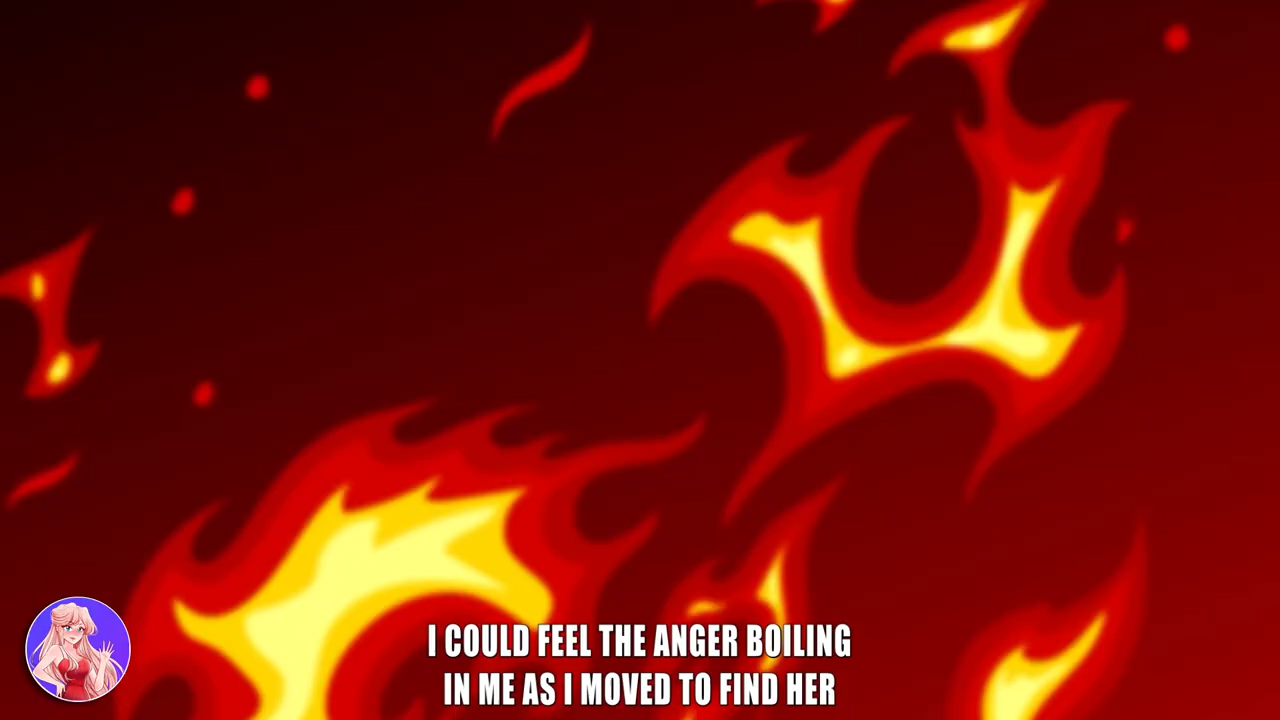 I COULD FEEL THE ANGER BOILING
IN ME AS I MOVED TO FIND HER